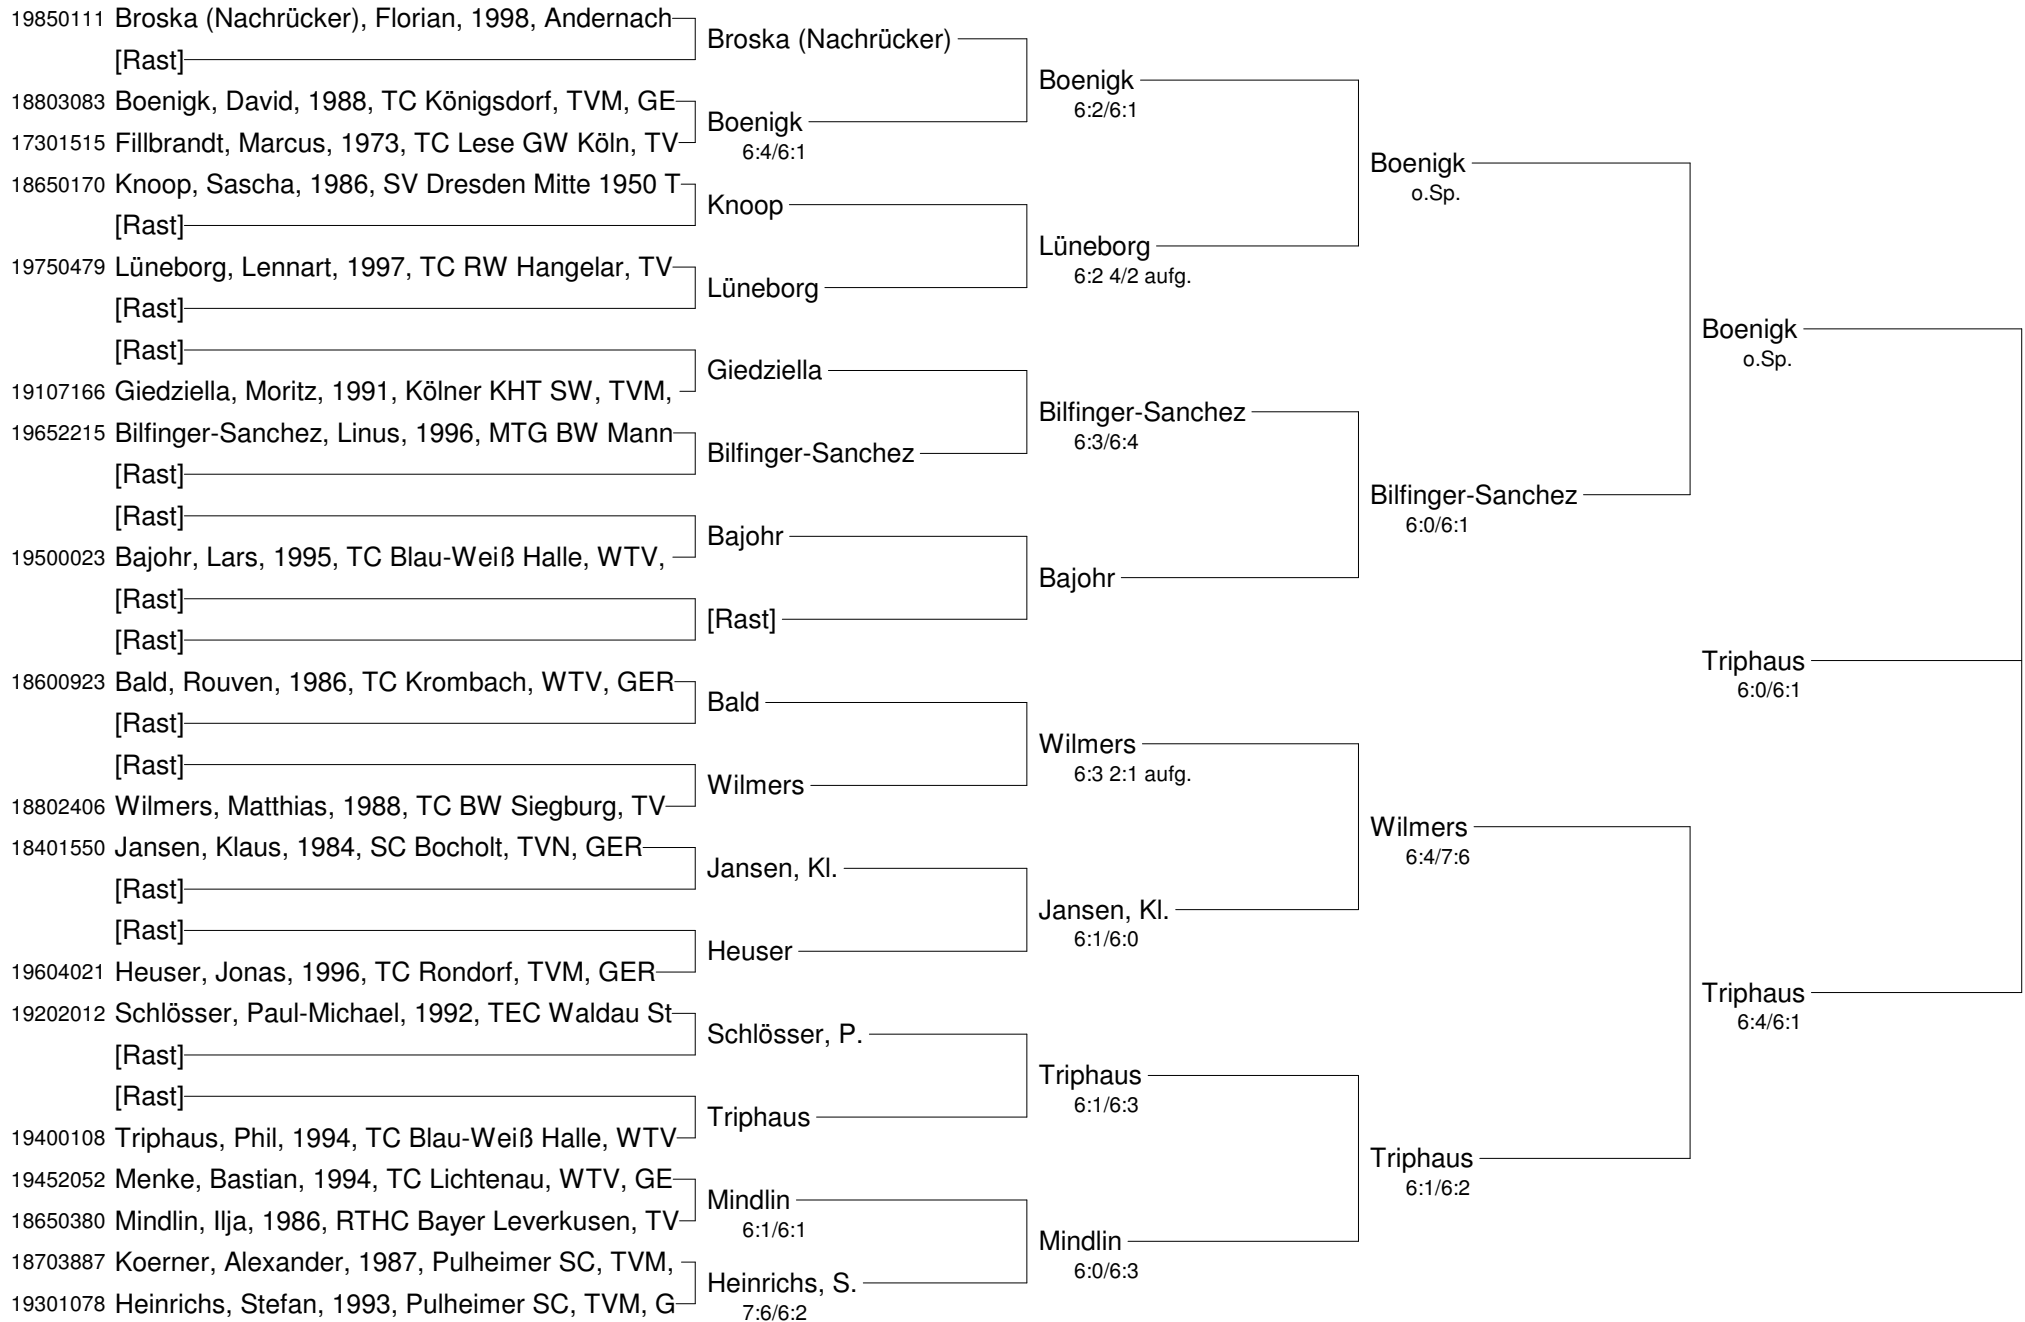 19850111 Broska (Nachrücker), Florian, 1998, Andernach
[Rast]
18803083 Boenigk, David, 1988, TC Königsdorf, TVM, GE
17301515 Fillbrandt, Marcus, 1973, TC Lese GW Köln, TV
18650170 Knoop, Sascha, 1986, SV Dresden Mitte 1950 T
[Rast]
19750479 Lüneborg, Lennart, 1997, TC RW Hangelar, TV
[Rast]
[Rast]
19107166 Giedziella, Moritz, 1991, Kölner KHT SW, TVM,
19652215 Bilfinger-Sanchez, Linus, 1996, MTG BW Mann
[Rast]
[Rast]
19500023 Bajohr, Lars, 1995, TC Blau-Weiß Halle, WTV,
[Rast]
[Rast]
18600923 Bald, Rouven, 1986, TC Krombach, WTV, GER
[Rast]
[Rast]
18802406 Wilmers, Matthias, 1988, TC BW Siegburg, TV
18401550 Jansen, Klaus, 1984, SC Bocholt, TVN, GER
[Rast]
[Rast]
19604021 Heuser, Jonas, 1996, TC Rondorf, TVM, GER
19202012 Schlösser, Paul-Michael, 1992, TEC Waldau St
[Rast]
[Rast]
19400108 Triphaus, Phil, 1994, TC Blau-Weiß Halle, WTV
19452052 Menke, Bastian, 1994, TC Lichtenau, WTV, GE
18650380 Mindlin, Ilja, 1986, RTHC Bayer Leverkusen, TV
18703887 Koerner, Alexander, 1987, Pulheimer SC, TVM,
19301078 Heinrichs, Stefan, 1993, Pulheimer SC, TVM, G
Broska (Nachrücker)
Boenigk
6:4/6:1
Knoop
Lüneborg
Giedziella
Bilfinger-Sanchez
Bajohr
[Rast]
Bald
Wilmers
Jansen, Kl.
Heuser
Schlösser, P.
Triphaus
Mindlin
6:1/6:1
Heinrichs, S.
7:6/6:2
Boenigk
6:2/6:1
Lüneborg
6:2 4/2 aufg.
Bilfinger-Sanchez
6:3/6:4
Bajohr
Wilmers
6:3 2:1 aufg.
Jansen, Kl.
6:1/6:0
Triphaus
6:1/6:3
Mindlin
6:0/6:3
Boenigk
o.Sp.
Bilfinger-Sanchez
6:0/6:1
Wilmers
6:4/7:6
Triphaus
6:1/6:2
Boenigk
o.Sp.
Triphaus
6:0/6:1
Triphaus
6:4/6:1